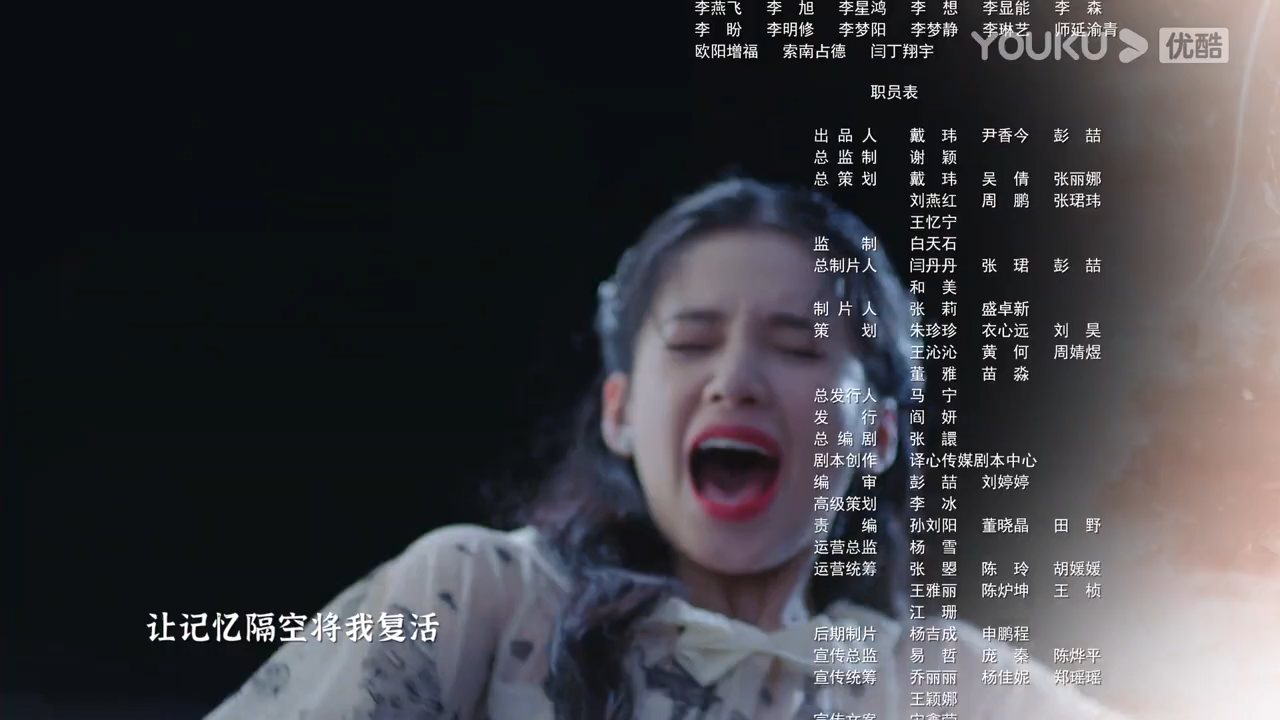 李燕飞 李 旭 李星鸿 李 想 李显能 李 森
李 盼 李明修 李梦阳 李梦静 李琳艺 师延渝青
欧阳增福 索南占德 闫丁翔宇
YOUKU 优酷
职员表
出品人 戴 玮 尹香今 彭 喆
总监制 谢 颖
总策划 戴 玮 吴 倩 张丽娜
刘燕红 周 鹏 张珺玮
王忆宁
监 制 白天石
总制片人 闫丹丹 张 珺 彭 喆
和 美
制片人 张 莉 盛卓新
策 划 朱珍珍 衣心远 刘 昊
王沁沁 黄 何 周婧煜
董 雅 苗 淼
总发行人 马 宁
发 行 阎 妍
总编剧 张 譞
剧本创作 译心传媒剧本中心
编 审 彭 喆 刘婷婷
高级策划 李 冰
责 编 孙刘阳 董晓晶 田 野
运营总监 杨 雪
运营统筹 张 曌 陈 玲 胡媛媛
王雅丽 陈炉坤 王 桢
江 珊
让记忆隔空将我复活
后期制片 杨吉成 申鹏程
宣传总监 易 哲 庞 秦 陈烨平
宣传统筹 乔丽丽 杨佳妮 郑瑶瑶
王颖娜